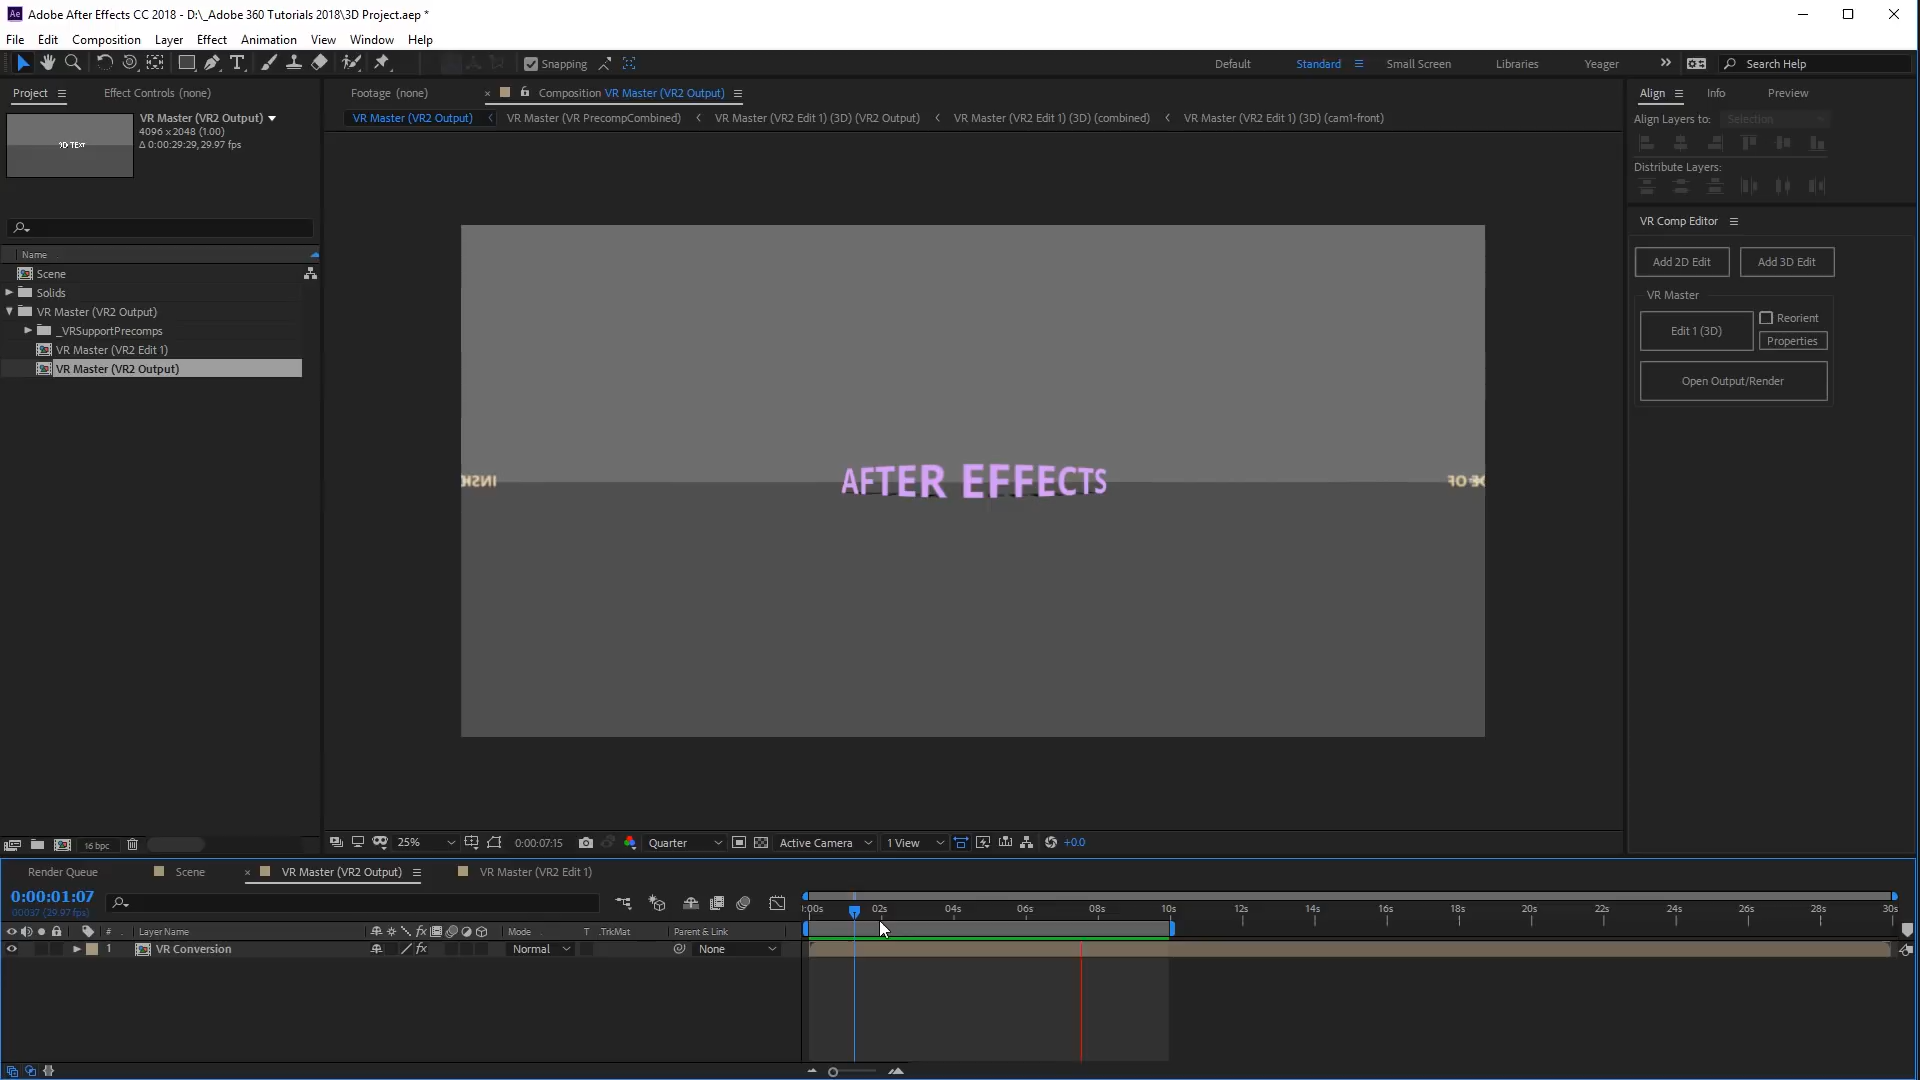 Adobe After Effects CC 2018 - D:\_Adobe 360 Tutorials 2018\3D Project.aep *
File Edit Composition Layer Effect Animation View Window Help
Snapping Default Standard Small Screen Libraries Yeager Search Help
Project Effect Controls (none) Footage (none) Composition VR Master (VR2 Output) Align Info Preview
VR Master (VR2 Output)
4096 x 2048 (1.00)
Δ 0:00:29:29, 29.97 fps
3D TEXT
VR Master (VR2 Output) VR Master (VR PrecompCombined) VR Master (VR2 Edit 1) (3D) (VR2 Output) VR Master (VR2 Edit 1) (3D) (combined) VR Master (VR2 Edit 1) (3D) (cam1-front)
Align Layers to: Selection
Distribute Layers:
Name
Scene
Solids
VR Master (VR2 Output)
_VRSupportPrecomps
VR Master (VR2 Edit 1)
VR Master (VR2 Output)
VR Comp Editor
Add 2D Edit Add 3D Edit
VR Master
Edit 1 (3D) Reorient
Properties
Open Output/Render
AFTER EFFECTS
16 bpc
25% 0:00:07:15 Quarter Active Camera 1 View +0.0
Render Queue Scene VR Master (VR2 Output) VR Master (VR2 Edit 1)
0:00:01:07
00037 (29.97 fps)
:00s 02s 04s 06s 08s 10s 12s 14s 16s 18s 20s 22s 24s 26s 28s 30s
# Layer Name Mode T .TrkMat Parent & Link
1 VR Conversion Normal None